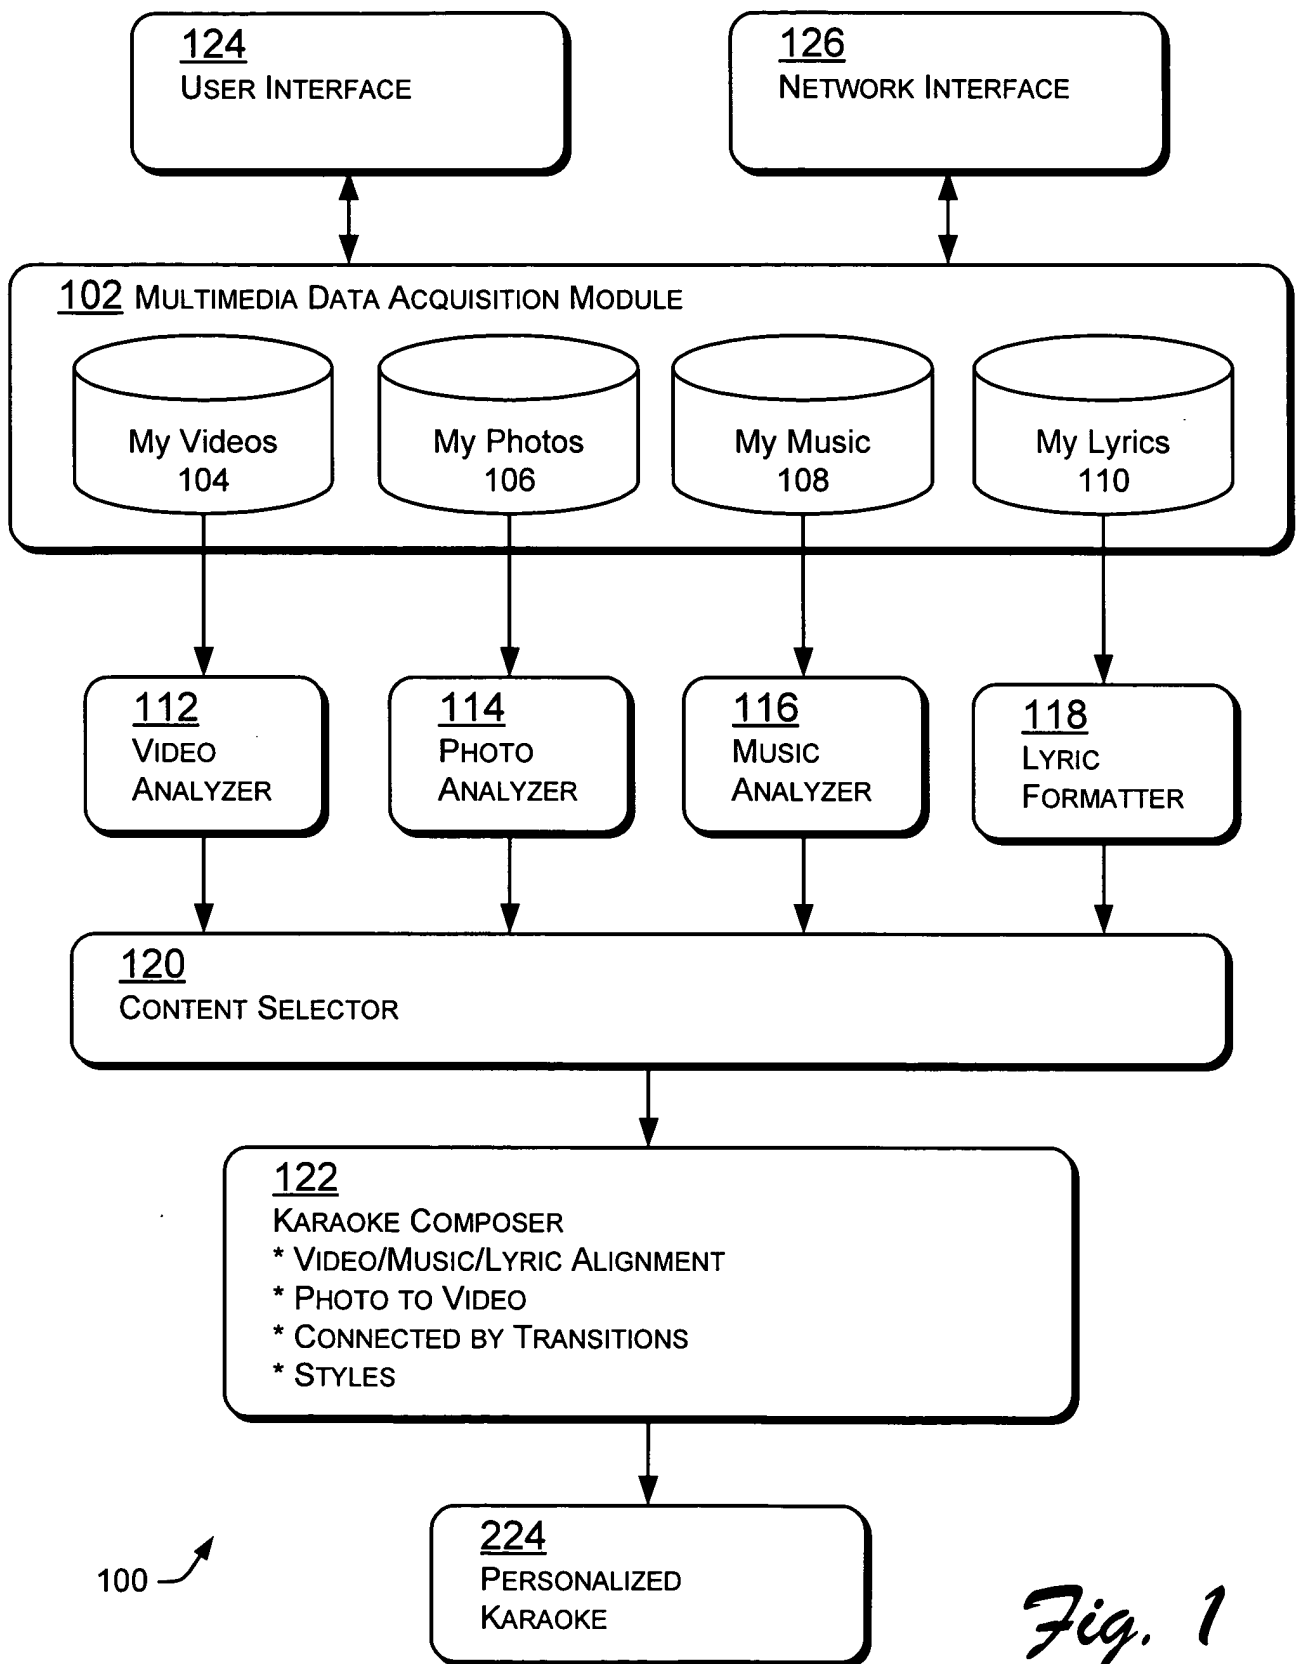 124
USER INTERFACE
126
NETWORK INTERFACE
102 MULTIMEDIA DATA ACQUISITION MODULE
My Videos
104
My Photos
106
My Music
108
My Lyrics
110
112
VIDEO
ANALYZER
114
PHOTO
ANALYZER
116
MUSIC
ANALYZER
118
LYRIC
FORMATTER
120
CONTENT SELECTOR
122
KARAOKE COMPOSER
* VIDEO/MUSIC/LYRIC ALIGNMENT
* PHOTO TO VIDEO
* CONNECTED BY TRANSITIONS
* STYLES
224
PERSONALIZED
KARAOKE
100
Fig. 1